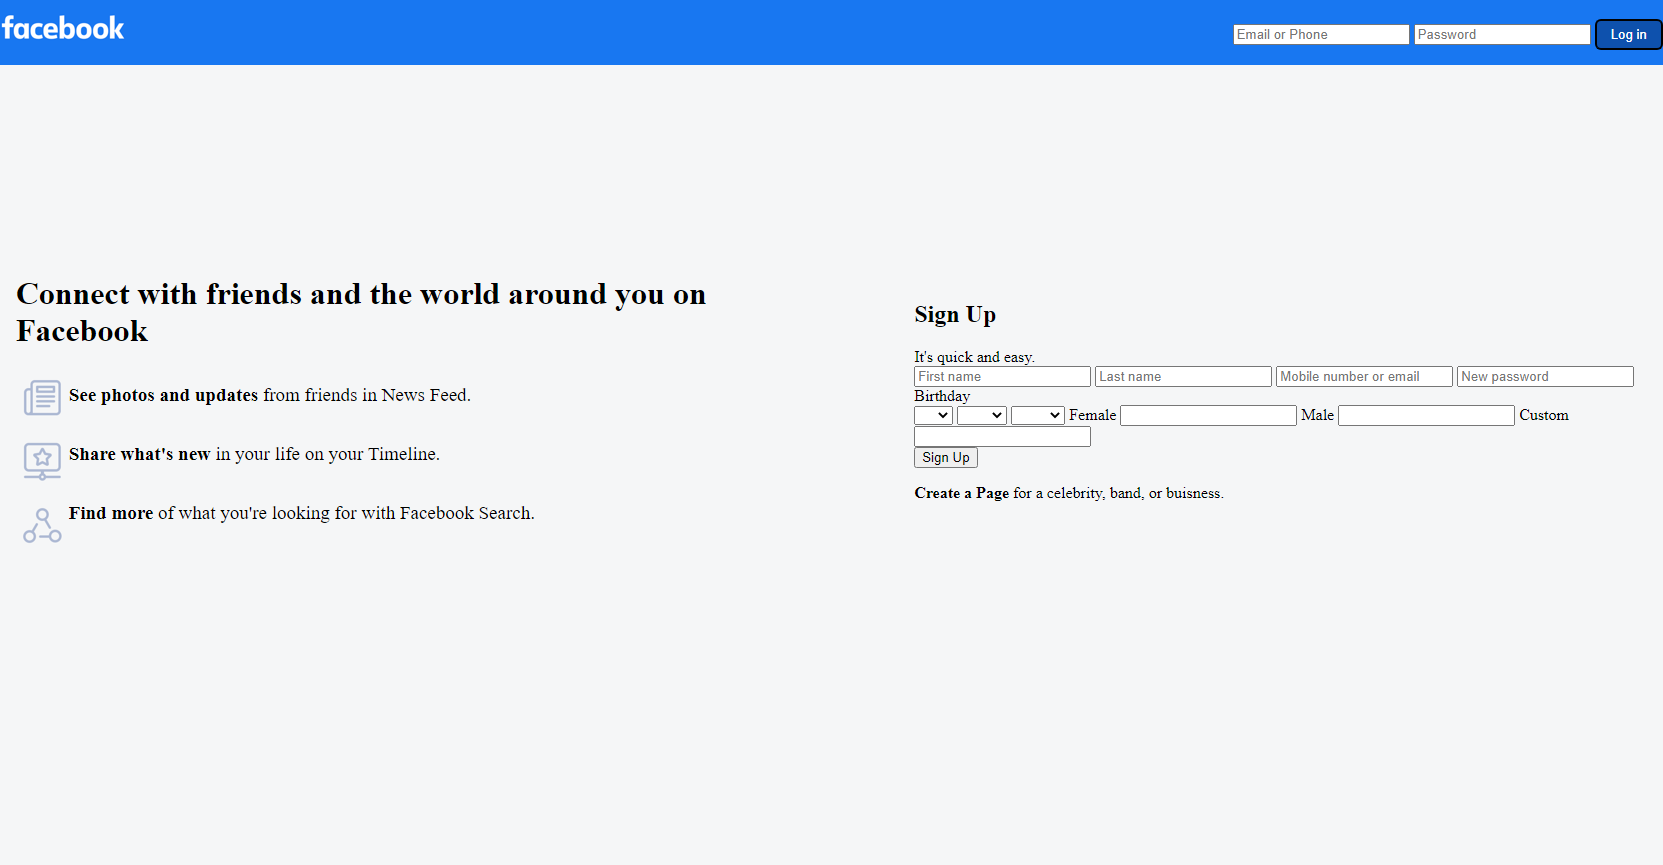 facebook
Email or Phone Password Log in
Connect with friends and the world around you on
Facebook
See photos and updates from friends in News Feed.
Share what's new in your life on your Timeline.
Find more of what you're looking for with Facebook Search.
Sign Up
It's quick and easy.
First name Last name Mobile number or email New password
Birthday
Female Male Custom
Sign Up
Create a Page for a celebrity, band, or buisness.